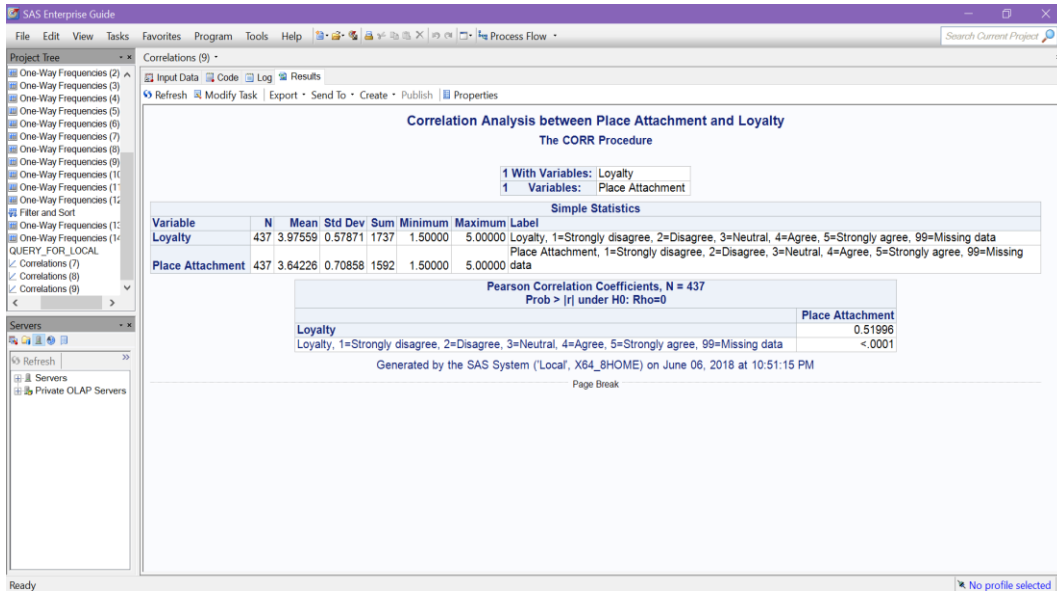 SAS Enterprise Guide
File Edit View Tasks Favorites Program Tools Help Process Flow
Search Current Project
Project Tree
Correlations (9)
One-Way Frequencies (2)
One-Way Frequencies (3)
One-Way Frequencies (4)
One-Way Frequencies (5)
One-Way Frequencies (6)
One-Way Frequencies (7)
One-Way Frequencies (8)
One-Way Frequencies (9)
One-Way Frequencies (1(
One-Way Frequencies (1'
One-Way Frequencies (12
Filter and Sort
One-Way Frequencies (1:
One-Way Frequencies (14
QUERY_FOR_LOCAL
Correlations (7)
Correlations (8)
Correlations (9)
Servers
Refresh
Servers
Private OLAP Servers
Input Data Code Log Results
Refresh Modify Task Export Send To Create Publish Properties
Correlation Analysis between Place Attachment and Loyalty
The CORR Procedure
1 With Variables: Loyalty
1 Variables: Place Attachment
Simple Statistics
Variable N Mean Std Dev Sum Minimum Maximum Label
Loyalty 437 3.97559 0.57871 1737 1.50000 5.00000 Loyalty, 1=Strongly disagree, 2=Disagree, 3=Neutral, 4=Agree, 5=Strongly agree, 99=Missing data
Place Attachment 437 3.64226 0.70858 1592 1.50000 5.00000 Place Attachment, 1=Strongly disagree, 2=Disagree, 3=Neutral, 4=Agree, 5=Strongly agree, 99=Missing
data
Pearson Correlation Coefficients, N = 437
Prob > |r| under H0: Rho=0
Place Attachment
Loyalty 0.51996
Loyalty, 1=Strongly disagree, 2=Disagree, 3=Neutral, 4=Agree, 5=Strongly agree, 99=Missing data <.0001
Generated by the SAS System ('Local', X64_8HOME) on June 06, 2018 at 10:51:15 PM
Page Break
Ready
No profile selected